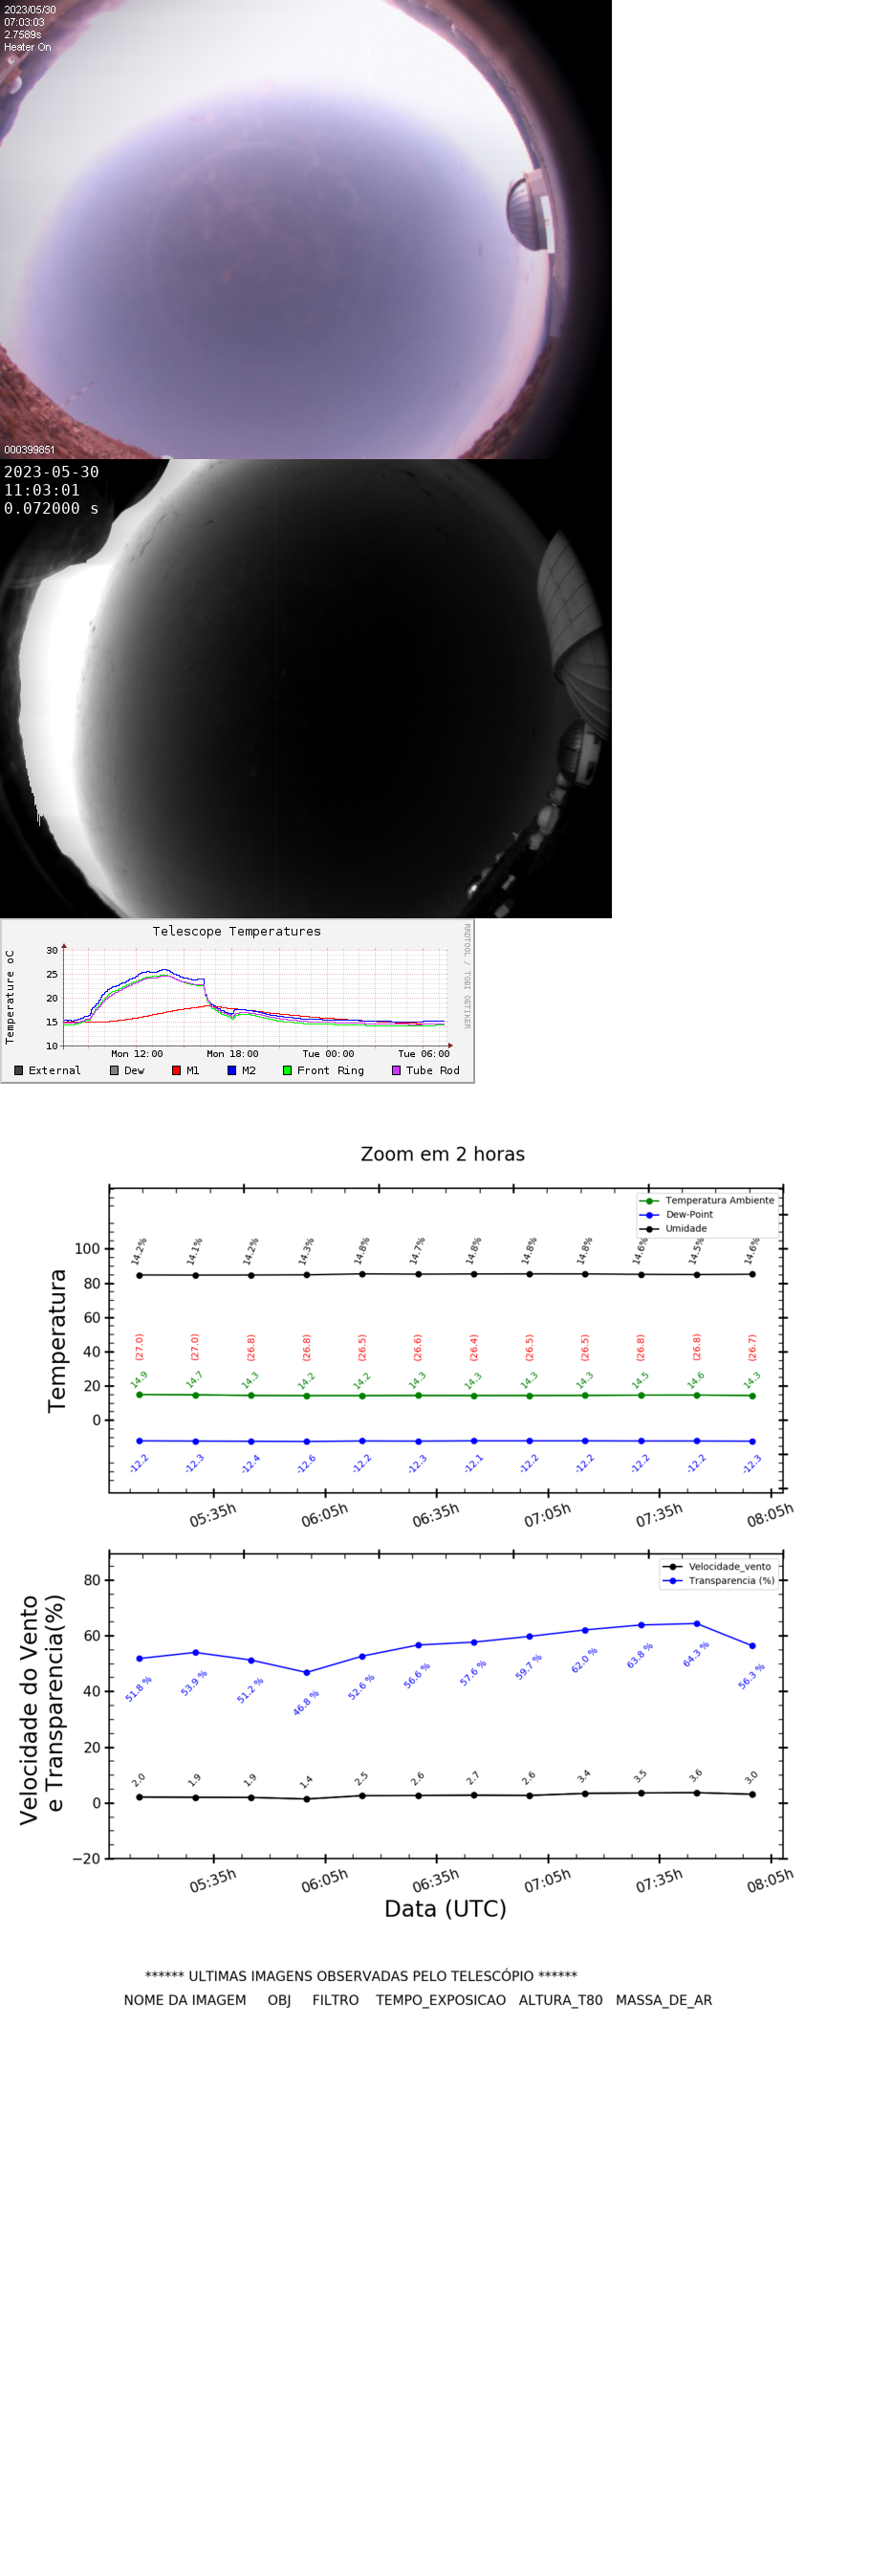 2023/05/30
07:03:03
2.7589s
Heater On
000399851
2023-05-30
11:03:01
0.072000 s
Telescope Temperatures
RRDTOOL / TOBI OETIKER
Temperature oC
30
25
20
15
10
Mon 12:00 Mon 18:00 Tue 00:00 Tue 06:00
External Dew M1 M2 Front Ring Tube Rod
Zoom em 2 horas
Temperatura Ambiente
Dew-Point
Umidade
Temperatura
100
80
60
40
20
0
14.2% 14.1% 14.2% 14.3% 14.8% 14.7% 14.8% 14.8% 14.8% 14.6% 14.5% 14.6%
(27.0) (27.0) (26.8) (26.8) (26.5) (26.6) (26.4) (26.5) (26.5) (26.8) (26.8) (26.7)
14.9 14.7 14.3 14.2 14.2 14.3 14.3 14.3 14.3 14.5 14.6 14.3
-12.2 -12.3 -12.4 -12.6 -12.2 -12.3 -12.1 -12.2 -12.2 -12.2 -12.2 -12.3
05:35h 06:05h 06:35h 07:05h 07:35h 08:05h
Velocidade_vento
Transparencia (%)
Velocidade do Vento
e Transparencia(%)
80
60
40
20
0
−20
51.8 % 53.9 % 51.2 % 46.8 % 52.6 % 56.6 % 57.6 % 59.7 % 62.0 % 63.8 % 64.3 % 56.3 %
2.0 1.9 1.9 1.4 2.5 2.6 2.7 2.6 3.4 3.5 3.6 3.0
05:35h 06:05h 06:35h 07:05h 07:35h 08:05h
Data (UTC)
****** ULTIMAS IMAGENS OBSERVADAS PELO TELESCÓPIO ******
NOME DA IMAGEM OBJ FILTRO TEMPO_EXPOSICAO ALTURA_T80 MASSA_DE_AR